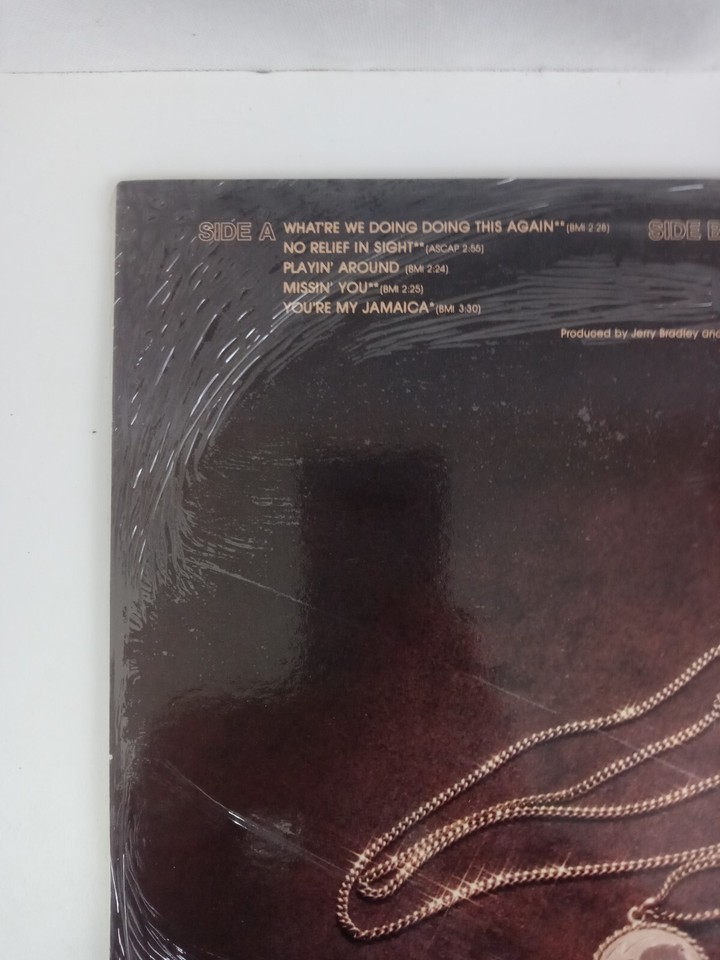 SIDE A WHAT'RE WE DOING DOING THIS AGAIN** (BMI 2:28) SIDE
NO RELIEF IN SIGHT** (ASCAP 2:55)
PLAYIN' AROUND (BMI 2:24)
MISSIN' YOU** (BMI 2:25)
YOU'RE MY JAMAICA* (BMI 3:30)
Produced by Jerry Bradley and